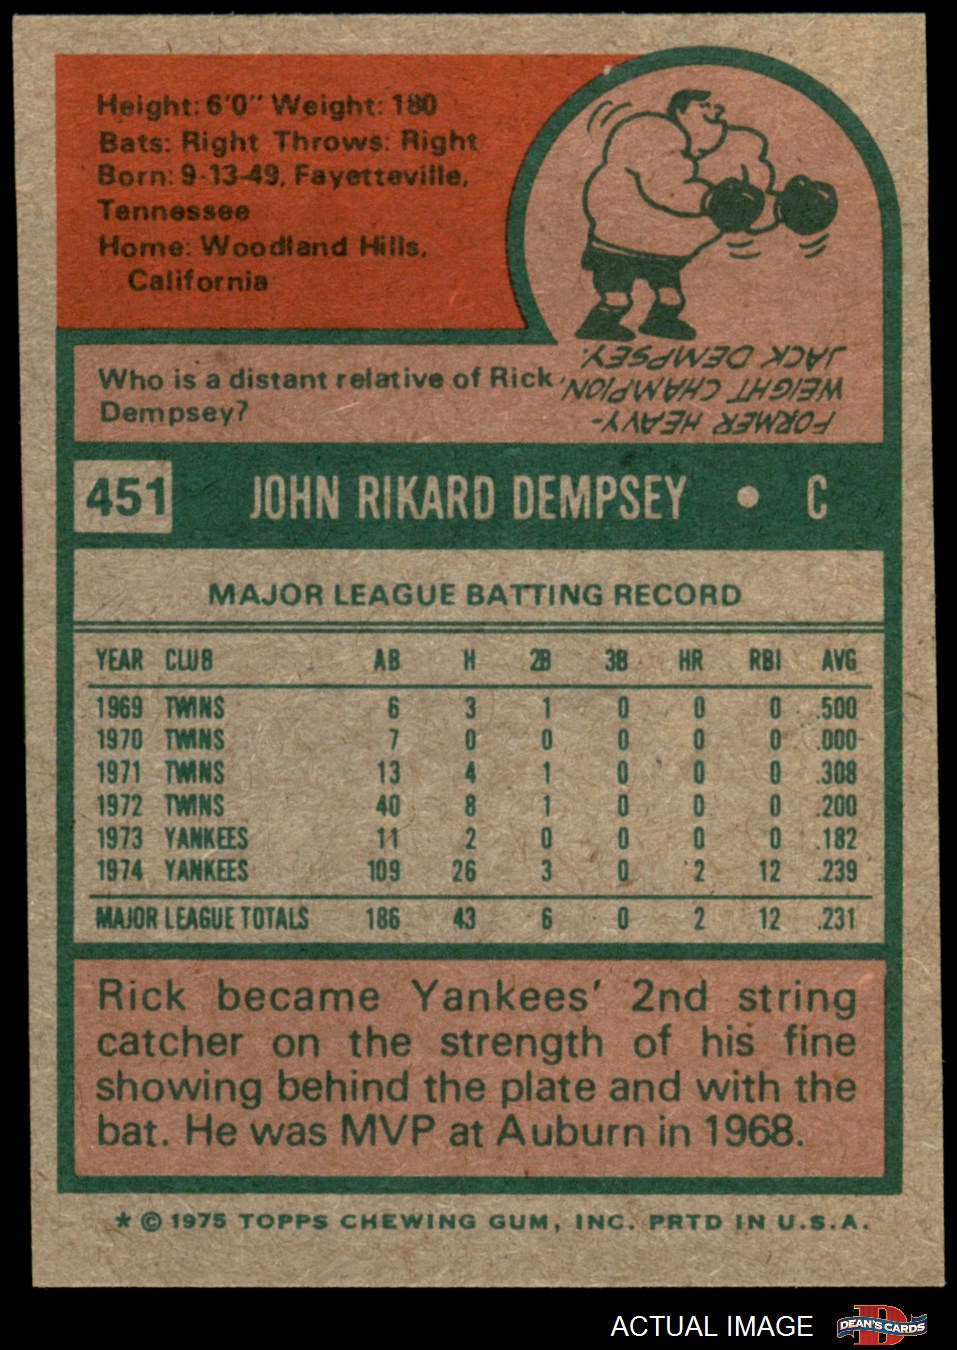 Height: 6'0" Weight: 180
Bats: Right Throws: Right
Born: 9-13-49, Fayetteville,
Tennessee
Home: Woodland Hills,
California
Who is a distant relative of Rick
Dempsey?
FORMER HEAVY-
WEIGHT CHAMPION,
JACK DEMPSEY.
451 JOHN RIKARD DEMPSEY • C
MAJOR LEAGUE BATTING RECORD
YEAR CLUB AB H 2B 3B HR RBI AVG
1969 TWINS 6 3 1 0 0 0 .500
1970 TWINS 7 0 0 0 0 0 .000
1971 TWINS 13 4 1 0 0 0 .308
1972 TWINS 40 8 1 0 0 0 .200
1973 YANKEES 11 2 0 0 0 0 .182
1974 YANKEES 109 26 3 0 2 12 .239
MAJOR LEAGUE TOTALS 186 43 6 0 2 12 .231
Rick became Yankees' 2nd string
catcher on the strength of his fine
showing behind the plate and with the
bat. He was MVP at Auburn in 1968.
* © 1975 TOPPS CHEWING GUM, INC. PRTD IN U.S.A.
ACTUAL IMAGE
D
DEAN'S CARDS